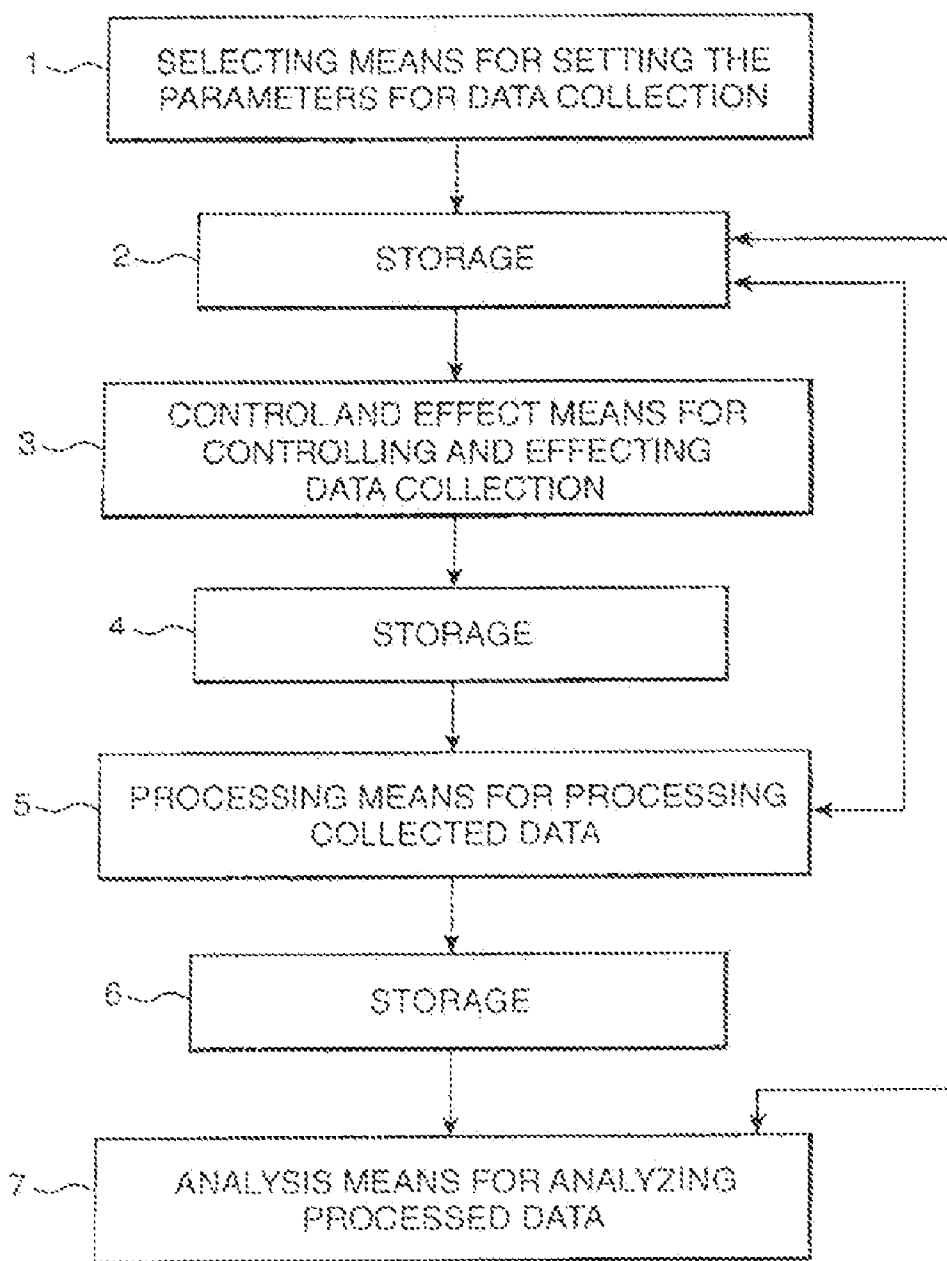 1
SELECTING MEANS FOR SETTING THE
PARAMETERS FOR DATA COLLECTION
2
STORAGE
3
CONTROL AND EFFECT MEANS FOR
CONTROLLING AND EFFECTING
DATA COLLECTION
4
STORAGE
5
PROCESSING MEANS FOR PROCESSING
COLLECTED DATA
6
STORAGE
7
ANALYSIS MEANS FOR ANALYZING
PROCESSED DATA